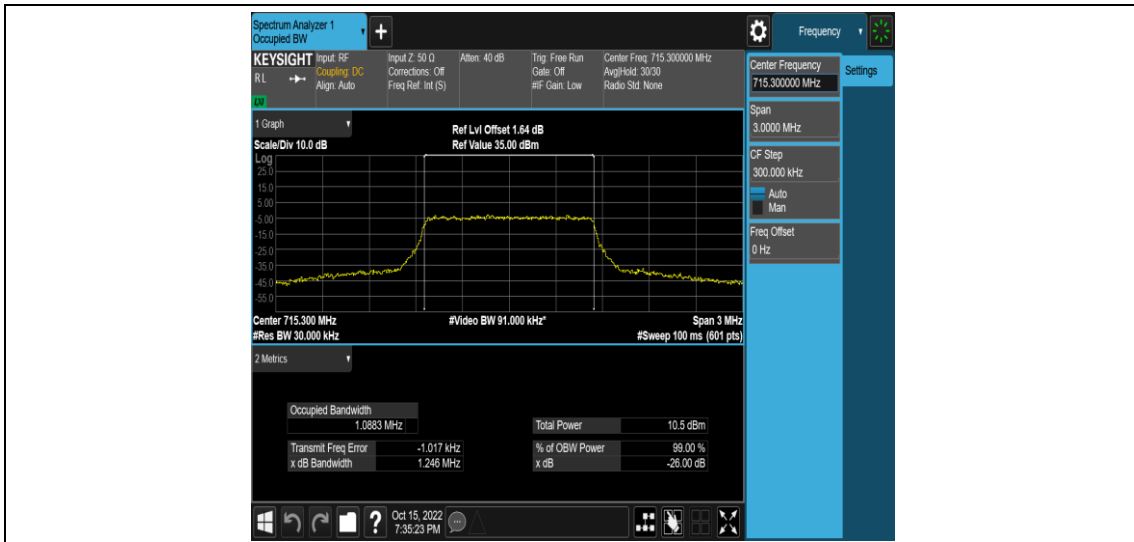 Spectrum Analyzer 1
Occupied BW
+
Frequency
KEYSIGHT
RL
Input: RF
Coupling: DC
Align: Auto
Input Z: 50 Ω
Corrections: Off
Freq Ref: Int (S)
Atten: 40 dB
Trig: Free Run
Gate: Off
#IF Gain: Low
Center Freq: 715.300000 MHz
Avg|Hold: 30/30
Radio Std: None
Center Frequency
715.300000 MHz
Settings
Span
3.0000 MHz
CF Step
300.000 kHz
Auto
Man
Freq Offset
0 Hz
1 Graph
Scale/Div 10.0 dB
Ref Lvl Offset 1.64 dB
Ref Value 35.00 dBm
Log
25.0
15.0
5.00
-5.00
-15.0
-25.0
-35.0
-45.0
-55.0
Center 715.300 MHz
#Video BW 91.000 kHz*
Span 3 MHz
#Res BW 30.000 kHz
#Sweep 100 ms (601 pts)
2 Metrics
Occupied Bandwidth
1.0883 MHz
Total Power 10.5 dBm
Transmit Freq Error -1.017 kHz
% of OBW Power 99.00 %
x dB Bandwidth 1.246 MHz
x dB -26.00 dB
?
Oct 15, 2022
7:35:23 PM